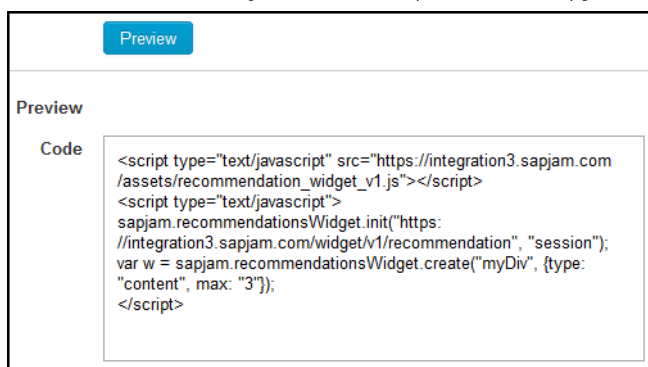 Preview
Preview
Code
<script type="text/javascript" src="https://integration3.sapjam.com
/assets/recommendation_widget_v1.js"></script>
<script type="text/javascript">
sapjam.recommendationsWidget.init("https:
//integration3.sapjam.com/widget/v1/recommendation", "session");
var w = sapjam.recommendationsWidget.create("myDiv", {type:
"content", max: "3"});
</script>